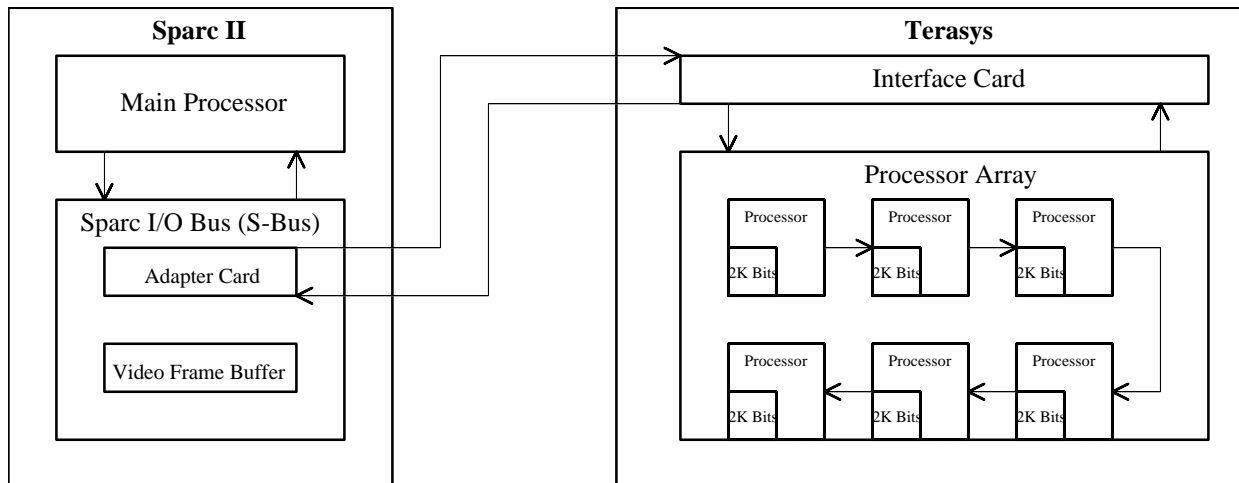 Sparc II
Main Processor
Sparc I/O Bus (S-Bus)
Adapter Card
Video Frame Buffer
Terasys
Interface Card
Processor Array
Processor
2K Bits
Processor
2K Bits
Processor
2K Bits
Processor
2K Bits
Processor
2K Bits
Processor
2K Bits